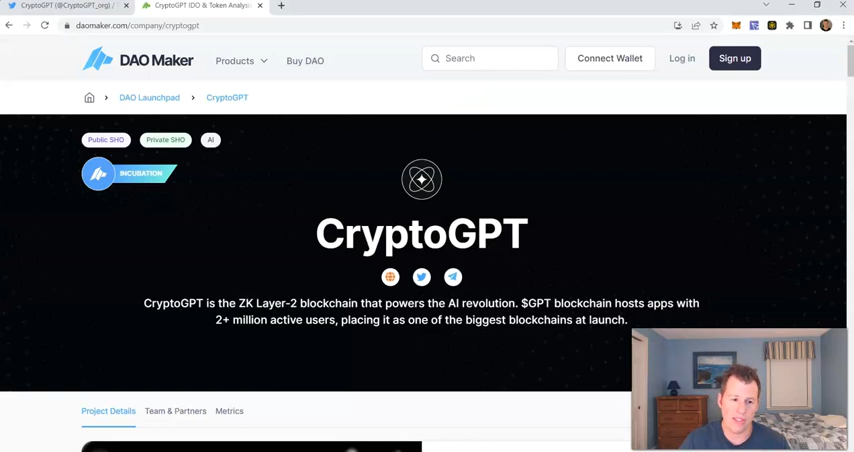 CryptoGPT (@CryptoGPT_org) /
CryptoGPT IDO & Token Analysis
daomaker.com/company/cryptogpt
DAO Maker
Products
Buy DAO
Search
Connect Wallet
Log in
Sign up
DAO Launchpad
CryptoGPT
Public SHO
Private SHO
AI
INCUBATION
CryptoGPT
CryptoGPT is the ZK Layer-2 blockchain that powers the AI revolution. $GPT blockchain hosts apps with
2+ million active users, placing it as one of the biggest blockchains at launch.
Project Details
Team & Partners
Metrics